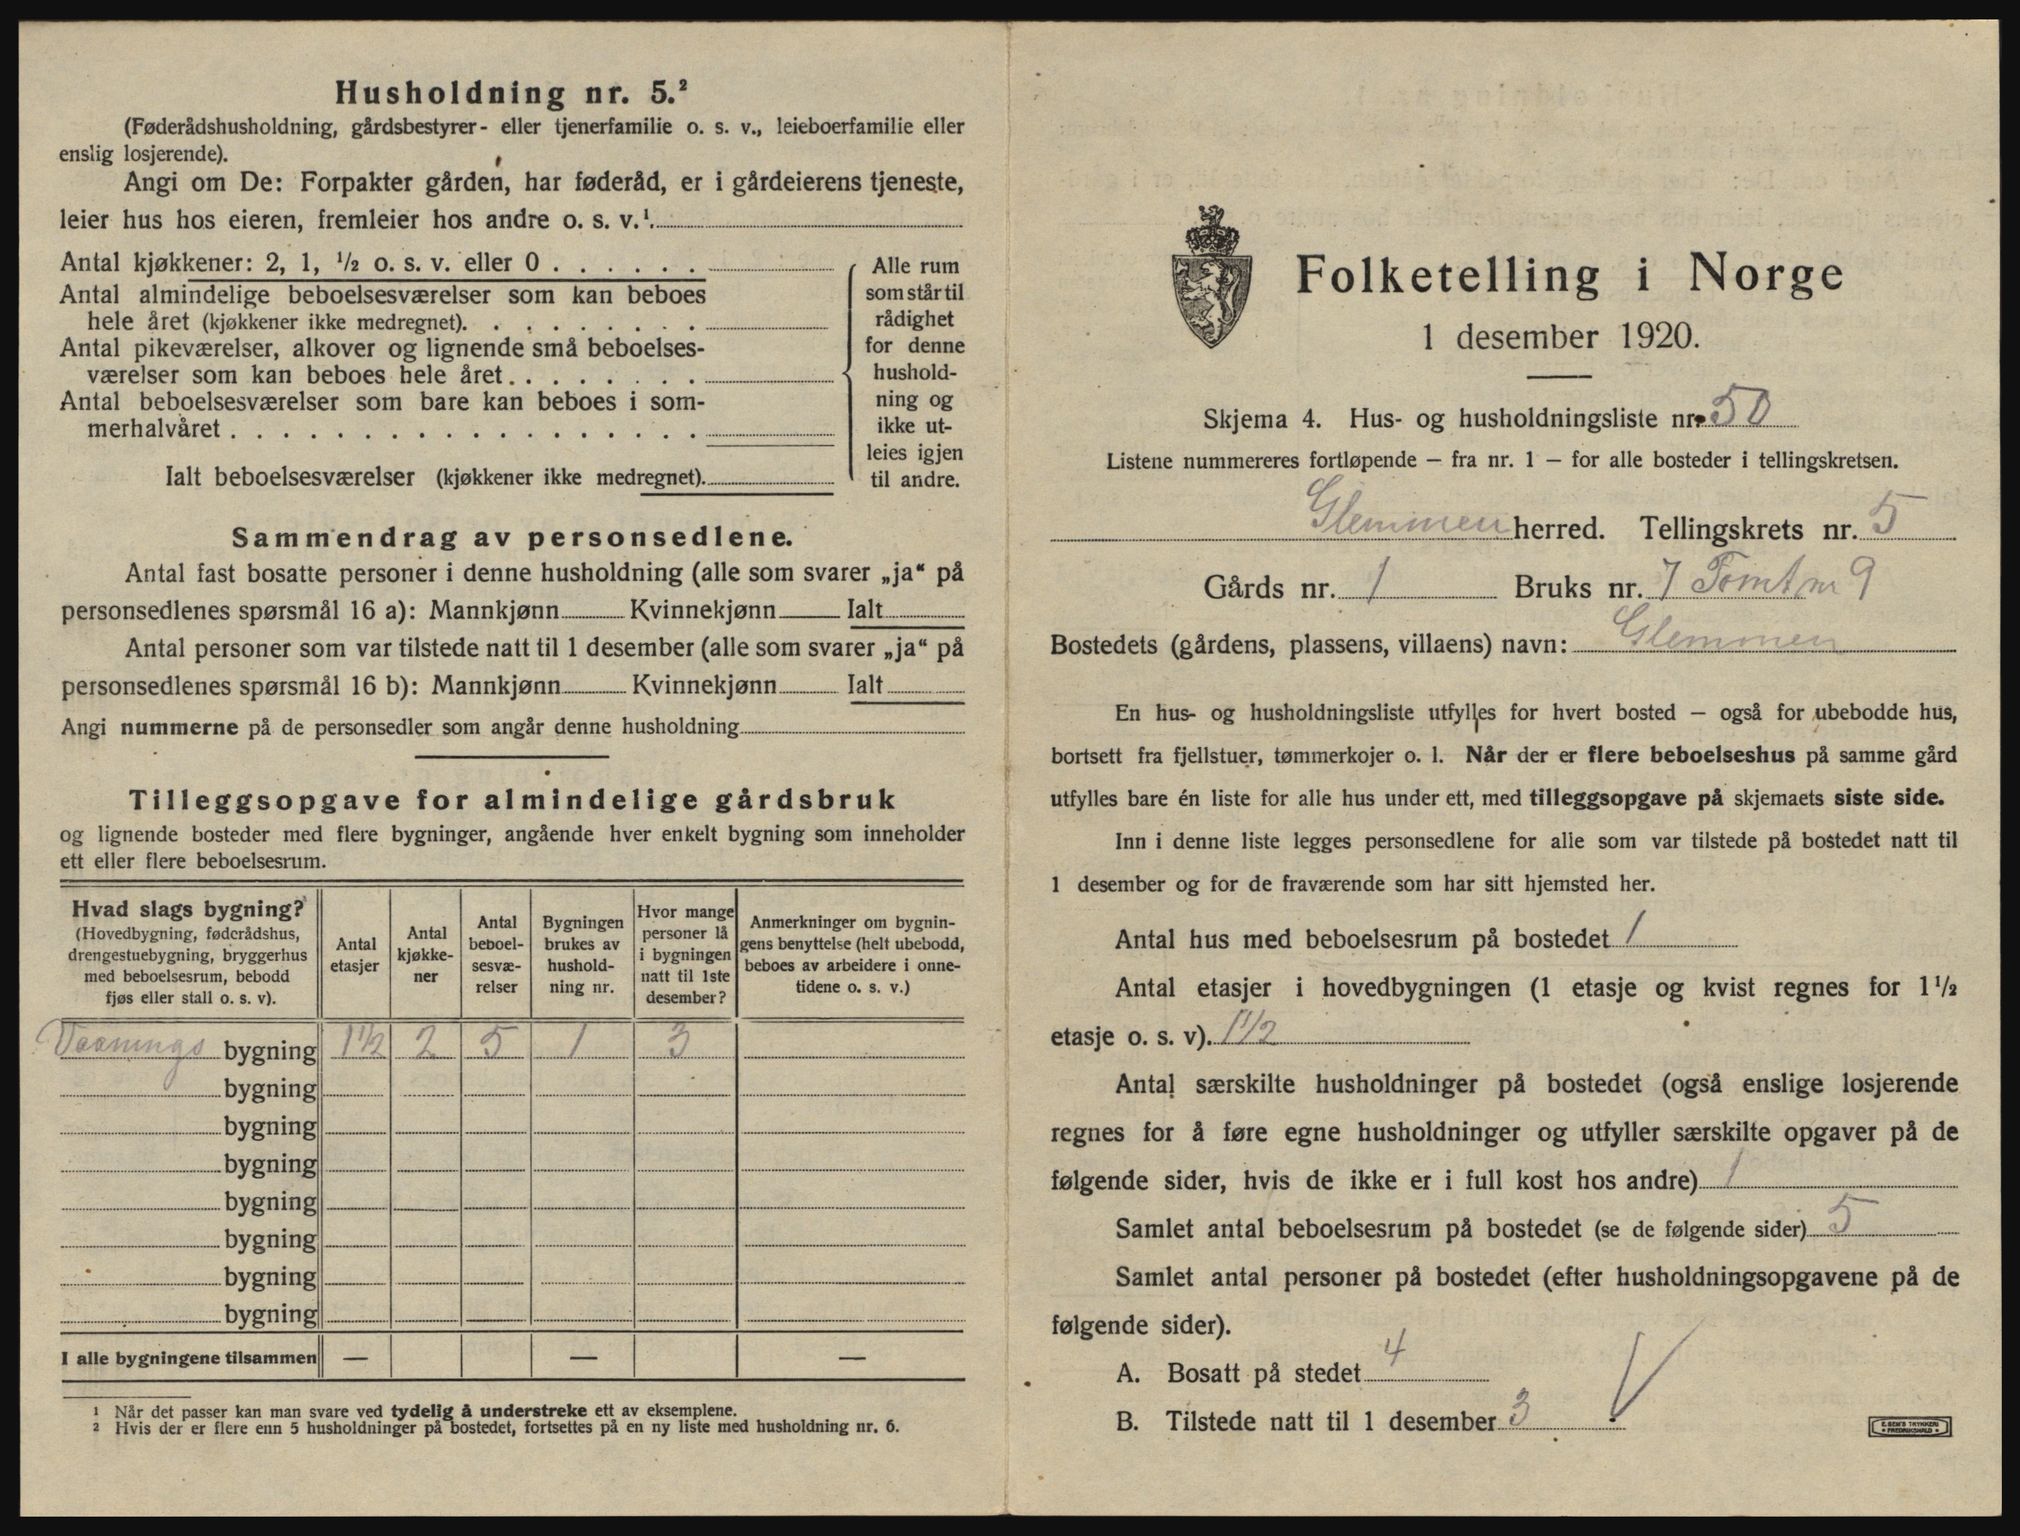 Husholdning nr. 5.²
(Føderådshusholdning, gårdsbestyrer- eller tjenerfamilie o. s. v., leieboerfamilie eller
enslig losjerende).
Angi om De: Forpakter gården, har føderåd, er i gårdeierens tjeneste,
leier hus hos eieren, fremleier hos andre o. s. v.¹.
Antal kjøkkener: 2, 1, ½ o. s. v. eller 0
Antal almindelige beboelsesværelser som kan beboes
hele året (kjøkkener ikke medregnet).
Antal pikeværelser, alkover og lignende små beboelses-
værelser som kan beboes hele året
Antal beboelsesværelser som bare kan beboes i som-
merhalvåret
Ialt beboelsesværelser (kjøkkener ikke medregnet).
Alle rum
som står til
rådighet
for denne
hushold-
ning og
ikke ut-
leies igjen
til andre.
Sammendrag av personsedlene.
Antal fast bosatte personer i denne husholdning (alle som svarer „ja“ på
personsedlenes spørsmål 16 a): Mannkjønn Kvinnekjønn Ialt
Antal personer som var tilstede natt til 1 desember (alle som svarer „ja“ på
personsedlenes spørsmål 16 b): Mannkjønn Kvinnekjønn Ialt
Angi nummerne på de personsedler som angår denne husholdning
Tilleggsopgave for almindelige gårdsbruk
og lignende bosteder med flere bygninger, angående hver enkelt bygning som inneholder
ett eller flere beboelsesrum.
Hvad slags bygning?
(Hovedbygning, føderådshus,
drengestuebygning, bryggerhus
med beboelsesrum, bebodd
fjøs eller stall o. s. v).
Antal
etasjer
Antal
kjøkke-
ner
Antal
beboel-
sesvæ-
relser
Bygningen
brukes av
hushold-
ning nr.
Hvor mange
personer lå
i bygningen
natt til 1ste
desember?
Anmerkninger om bygnin-
gens benyttelse (helt ubebodd,
beboes av arbeidere i onne-
tidene o. s. v.)
Vaanings bygning 1½ 2 5 1 3
bygning
bygning
bygning
bygning
bygning
bygning
bygning
I alle bygningene tilsammen — — —
¹ Når det passer kan man svare ved tydelig å understreke ett av eksemplene.
² Hvis der er flere enn 5 husholdninger på bostedet, fortsettes på en ny liste med husholdning nr. 6.
Folketelling i Norge
1 desember 1920.
Skjema 4. Hus- og husholdningsliste nr. 50
Listene nummereres fortløpende — fra nr. 1 — for alle bosteder i tellingskretsen.
Glemmen herred. Tellingskrets nr. 5
Gårds nr. 1 Bruks nr. 7 Tomt nr 9
Bostedets (gårdens, plassens, villaens) navn: Glemmen
En hus- og husholdningsliste utfylles for hvert bosted — også for ubebodde hus,
bortsett fra fjellstuer, tømmerkojer o. l. Når der er flere beboelseshus på samme gård
utfylles bare én liste for alle hus under ett, med tilleggsopgave på skjemaets siste side.
Inn i denne liste legges personsedlene for alle som var tilstede på bostedet natt til
1 desember og for de fraværende som har sitt hjemsted her.
Antal hus med beboelsesrum på bostedet 1
Antal etasjer i hovedbygningen (1 etasje og kvist regnes for 1½
etasje o. s. v). 1½
Antal særskilte husholdninger på bostedet (også enslige losjerende
regnes for å føre egne husholdninger og utfyller særskilte opgaver på de
følgende sider, hvis de ikke er i full kost hos andre) 1
Samlet antal beboelsesrum på bostedet (se de følgende sider) 5
Samlet antal personer på bostedet (efter husholdningsopgavene på de
følgende sider).
A. Bosatt på stedet 4
B. Tilstede natt til 1 desember 3
E. SEM'S TRYKKERI
FREDRIKSHALD